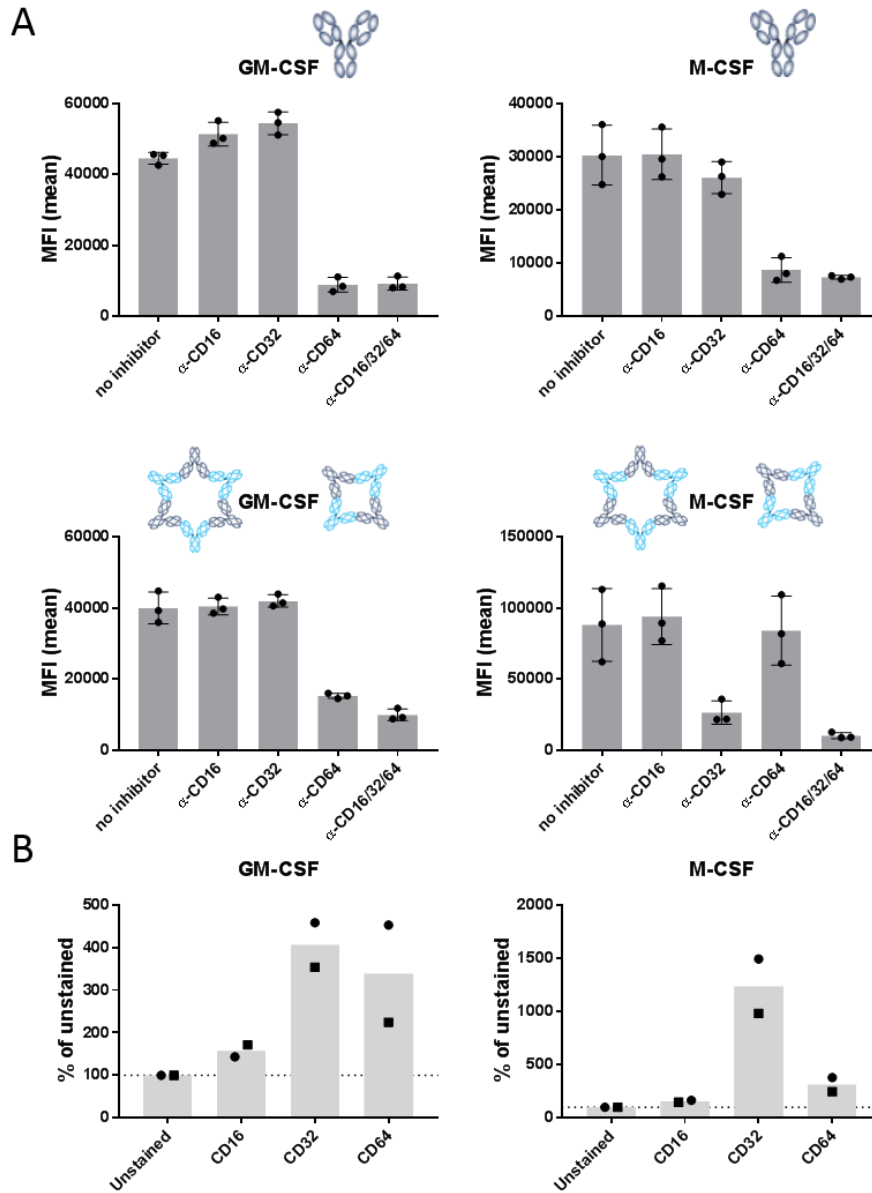 A
GM-CSF
MFI (mean)
60000
40000
20000
0
no inhibitor
α-CD16
α-CD32
α-CD64
α-CD16/32/64
M-CSF
MFI (mean)
40000
30000
20000
10000
0
no inhibitor
α-CD16
α-CD32
α-CD64
α-CD16/32/64
GM-CSF
MFI (mean)
60000
40000
20000
0
no inhibitor
α-CD16
α-CD32
α-CD64
α-CD16/32/64
M-CSF
MFI (mean)
150000
100000
50000
0
no inhibitor
α-CD16
α-CD32
α-CD64
α-CD16/32/64
B
GM-CSF
% of unstained
500
400
300
200
100
0
Unstained
CD16
CD32
CD64
M-CSF
% of unstained
2000
1500
1000
500
0
Unstained
CD16
CD32
CD64